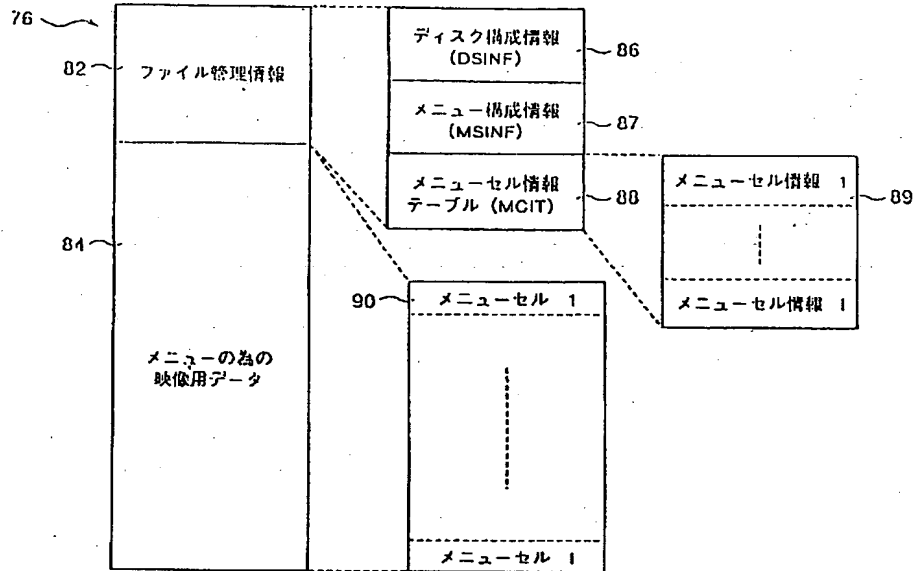 76
82
ファイル管理情報
84
メニューの為の
映像用データ
ディスク構成情報
(DSINF)
86
メニュー構成情報
(MSINF)
87
メニューセル情報
テーブル (MCIT)
88
メニューセル情報 1
89
メニューセル情報 I
90
メニューセル 1
メニューセル I